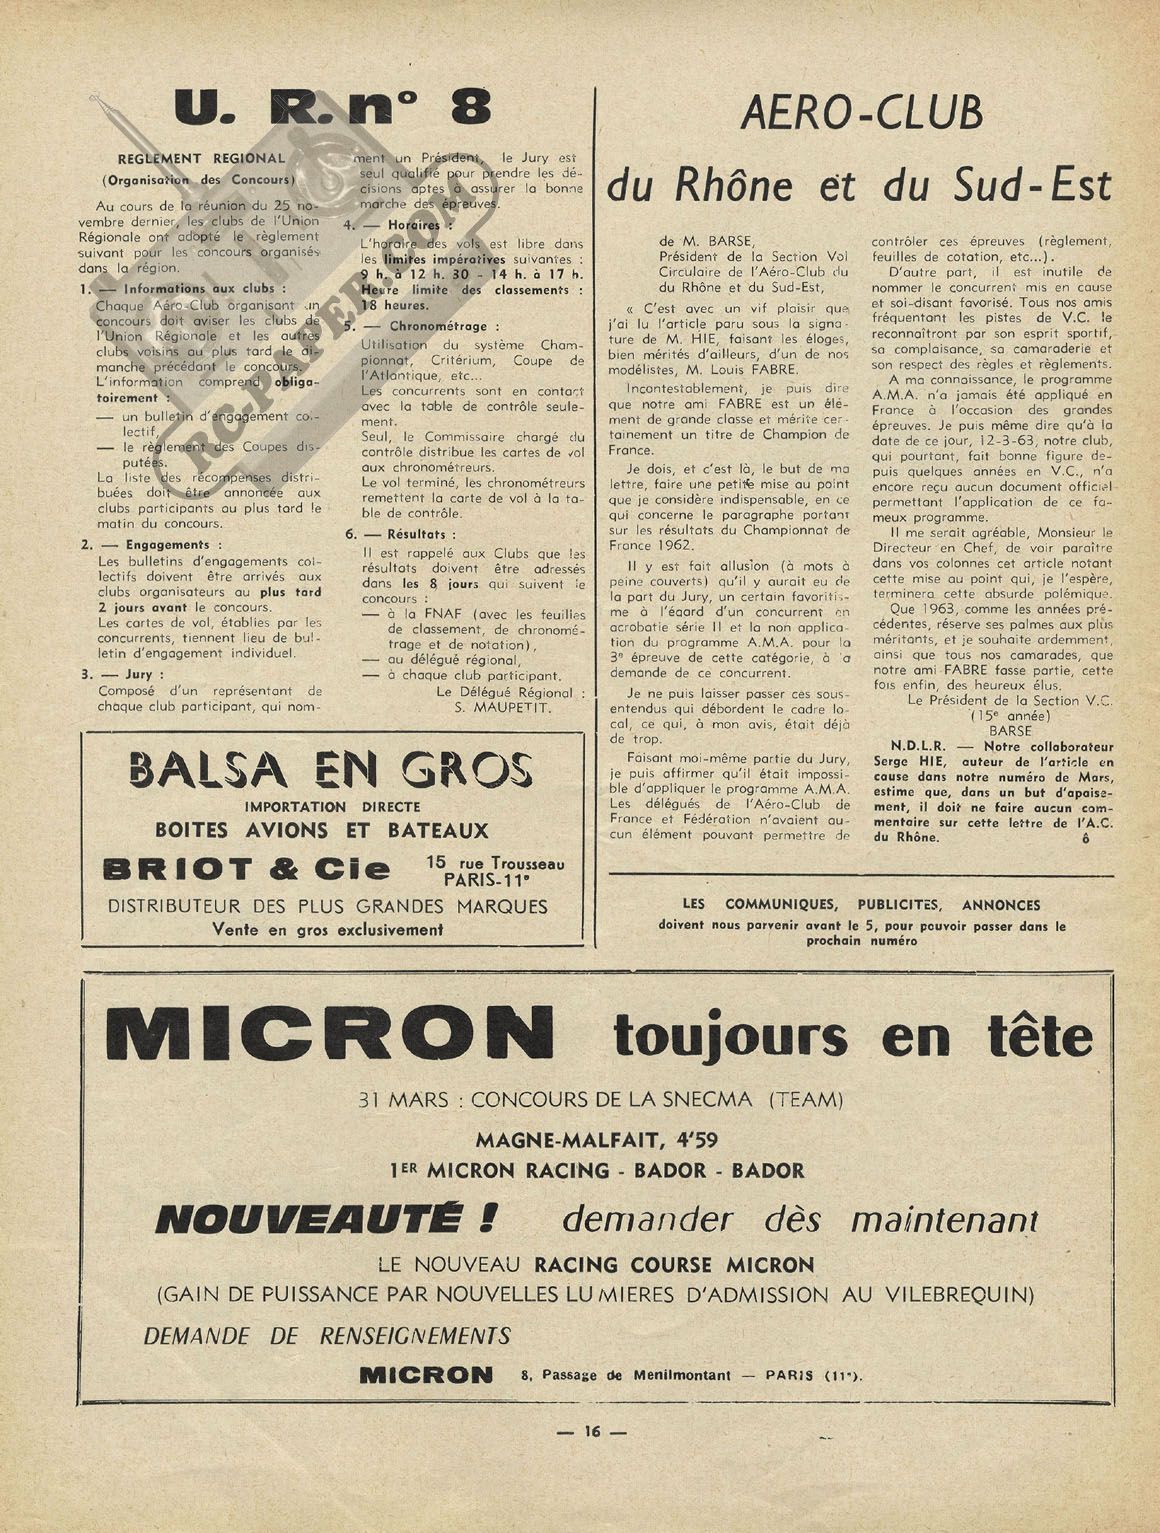 U. R. n° 8
REGLEMENT REGIONAL
(Organisation des Concours)
Au cours de la réunion du 25 no-
vembre dernier, les clubs de l'Union
Régionale ont adopté le règlement
suivant pour les concours organisés
dans la région.
1. — Informations aux clubs :
Chaque Aéro-Club organisant un
concours doit aviser les clubs de
l'Union Régionale et les autres
clubs voisins au plus tard le di-
manche précédant le concours.
L'information comprend obliga-
toirement :
— un bulletin d'engagement col-
lectif,
— le règlement des Coupes dis-
putées.
La liste des récompenses distri-
buées doit être annoncée aux
clubs participants au plus tard le
matin du concours.
2. — Engagements :
Les bulletins d'engagements col-
lectifs doivent être arrivés aux
clubs organisateurs au plus tard
2 jours avant le concours.
Les cartes de vol, établies par les
concurrents, tiennent lieu de bul-
letin d'engagement individuel.
3. — Jury :
Composé d'un représentant de
chaque club participant, qui nom-
ment un Président, le Jury est
seul qualifié pour prendre les dé-
cisions aptes à assurer la bonne
marche des épreuves.
4. — Horaires :
L'horaire des vols est libre dans
les limites impératives suivantes :
9 h. à 12 h. 30 - 14 h. à 17 h.
Heure limite des classements :
18 heures.
5. — Chronométrage :
Utilisation du système Cham-
pionnat, Critérium, Coupe de
l'Atlantique, etc...
Les concurrents sont en contact
avec la table de contrôle seule-
ment.
Seul, le Commissaire chargé du
contrôle distribue les cartes de vol
aux chronométreurs.
Le vol terminé, les chronométreurs
remettent la carte de vol à la ta-
ble de contrôle.
6. — Résultats :
Il est rappelé aux Clubs que les
résultats doivent être adressés
dans les 8 jours qui suivent le
concours :
— à la FNAF (avec les feuilles
de classement, de chronomé-
trage et de notation),
— au délégué régional,
— à chaque club participant.
Le Délégué Régional :
S. MAUPETIT.
RC-PAPER.COM
BALSA EN GROS
IMPORTATION DIRECTE
BOITES AVIONS ET BATEAUX
BRIOT & Cie 15 rue Trousseau
PARIS-11e
DISTRIBUTEUR DES PLUS GRANDES MARQUES
Vente en gros exclusivement
AERO-CLUB
du Rhône et du Sud-Est
de M. BARSE,
Président de la Section Vol
Circulaire de l'Aéro-Club du
du Rhône et du Sud-Est,
« C'est avec un vif plaisir que
j'ai lu l'article paru sous la signa-
ture de M. HIE, faisant les éloges,
bien mérités d'ailleurs, d'un de nos
modélistes, M. Louis FABRE.
Incontestablement, je puis dire
que notre ami FABRE est un élé-
ment de grande classe et mérite cer-
tainement un titre de Champion de
France.
Je dois, et c'est là, le but de ma
lettre, faire une petite mise au point
que je considère indispensable, en ce
qui concerne le paragraphe portant
sur les résultats du Championnat de
France 1962.
Il y est fait allusion (à mots à
peine couverts) qu'il y aurait eu de
la part du Jury, un certain favoritis-
me à l'égard d'un concurrent en
acrobatie série II et la non applica-
tion du programme A.M.A. pour la
3e épreuve de cette catégorie, à la
demande de ce concurrent.
Je ne puis laisser passer ces sous-
entendus qui débordent le cadre lo-
cal, ce qui, à mon avis, était déjà
de trop.
Faisant moi-même partie du Jury,
je puis affirmer qu'il était impossi-
ble d'appliquer le programme A.M.A.
Les délégués de l'Aéro-Club de
France et Fédération n'avaient au-
cun élément pouvant permettre de
contrôler ces épreuves (règlement,
feuilles de cotation, etc...).
D'autre part, il est inutile de
nommer le concurrent mis en cause
et soi-disant favorisé. Tous nos amis
fréquentant les pistes de V.C. le
reconnaîtront par son esprit sportif,
sa complaisance, sa camaraderie et
son respect des règles et règlements.
A ma connaissance, le programme
A.M.A. n'a jamais été appliqué en
France à l'occasion des grandes
épreuves. Je puis même dire qu'à la
date de ce jour, 12-3-63, notre club,
qui pourtant, fait bonne figure de-
puis quelques années en V.C., n'a
encore reçu aucun document officiel
permettant l'application de ce fa-
meux programme.
Il me serait agréable, Monsieur le
Directeur en Chef, de voir paraître
dans vos colonnes cet article notant
cette mise au point qui, je l'espère,
terminera cette absurde polémique.
Que 1963, comme les années pré-
cédentes, réserve ses palmes aux plus
méritants, et je souhaite ardemment,
ainsi que tous nos camarades, que
notre ami FABRE fasse partie, cette
fois enfin, des heureux élus.
Le Président de la Section V.C.
(15e année)
BARSE
N.D.L.R. — Notre collaborateur
Serge HIE, auteur de l'article en
cause dans notre numéro de Mars,
estime que, dans un but d'apaise-
ment, il doit ne faire aucun com-
mentaire sur cette lettre de l'A.C.
du Rhône. ô
LES COMMUNIQUES, PUBLICITES, ANNONCES
doivent nous parvenir avant le 5, pour pouvoir passer dans le
prochain numéro
MICRON toujours en tête
31 MARS : CONCOURS DE LA SNECMA (TEAM)
MAGNE-MALFAIT, 4'59
1ER MICRON RACING - BADOR - BADOR
NOUVEAUTÉ ! demander dès maintenant
LE NOUVEAU RACING COURSE MICRON
(GAIN DE PUISSANCE PAR NOUVELLES LUMIERES D'ADMISSION AU VILEBREQUIN)
DEMANDE DE RENSEIGNEMENTS
MICRON 8, Passage de Menilmontant — PARIS (11e).
— 16 —